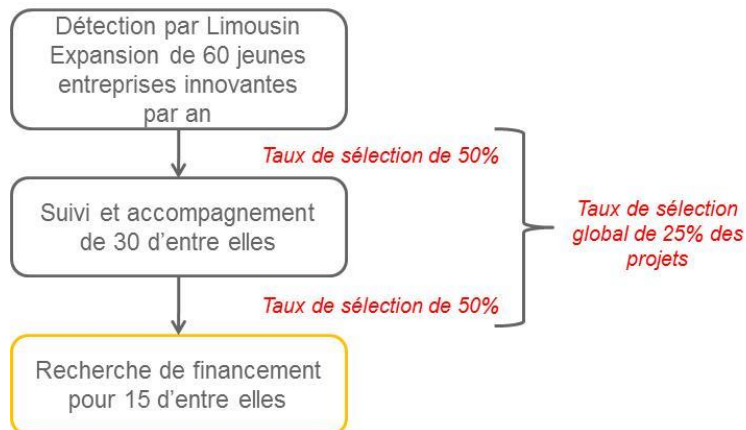 Détection par Limousin
Expansion de 60 jeunes
entreprises innovantes
par an
Taux de sélection de 50%
Suivi et accompagnement
de 30 d'entre elles
Taux de sélection
global de 25% des
projets
Taux de sélection de 50%
Recherche de financement
pour 15 d'entre elles